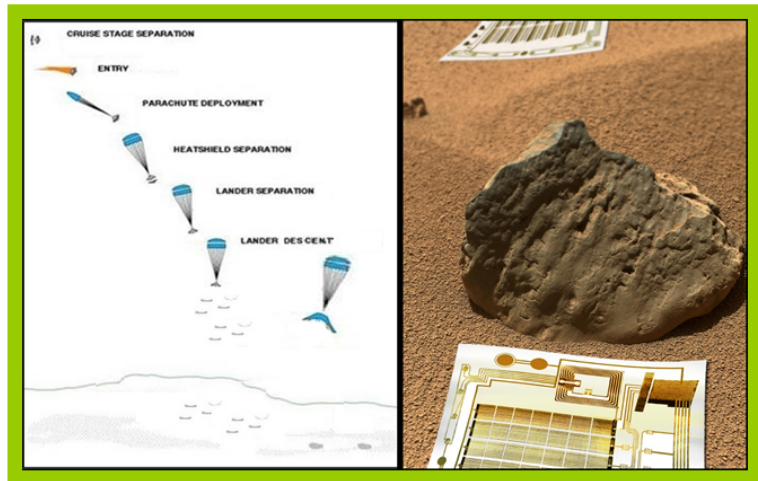 CRUISE STAGE SEPARATION
ENTRY
PARACHUTE DEPLOYMENT
HEATSHIELD SEPARATION
LANDER SEPARATION
LANDER DESCENT